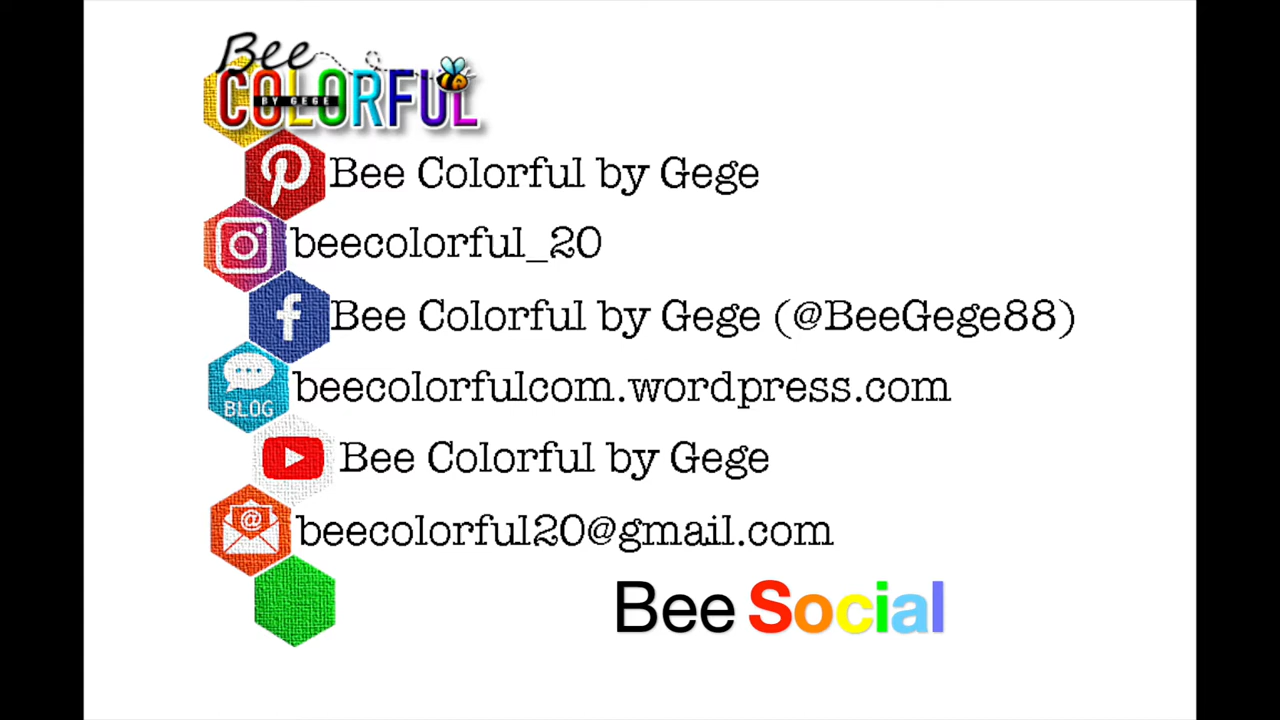 Bee
COLORFUL
BY GEGE
Bee Colorful by Gege
beecolorful_20
Bee Colorful by Gege (@BeeGege88)
BLOG
beecolorfulcom.wordpress.com
Bee Colorful by Gege
@
beecolorful20@gmail.com
Bee Social